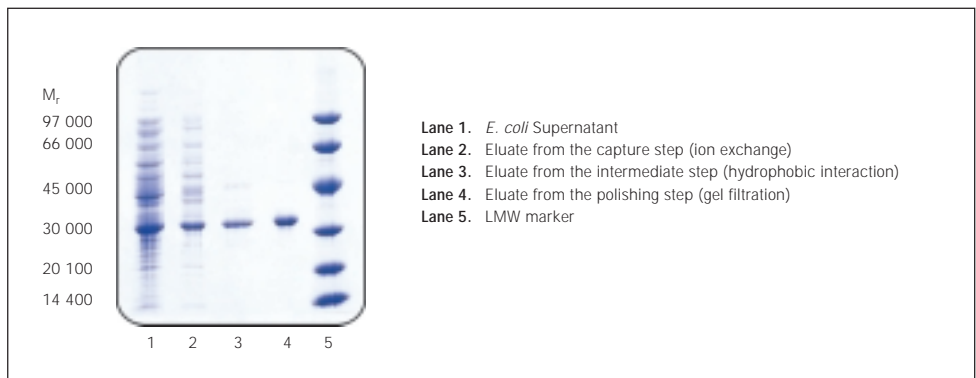 Mr
97 000
66 000
45 000
30 000
20 100
14 400
1 2 3 4 5
Lane 1. E. coli Supernatant
Lane 2. Eluate from the capture step (ion exchange)
Lane 3. Eluate from the intermediate step (hydrophobic interaction)
Lane 4. Eluate from the polishing step (gel filtration)
Lane 5. LMW marker